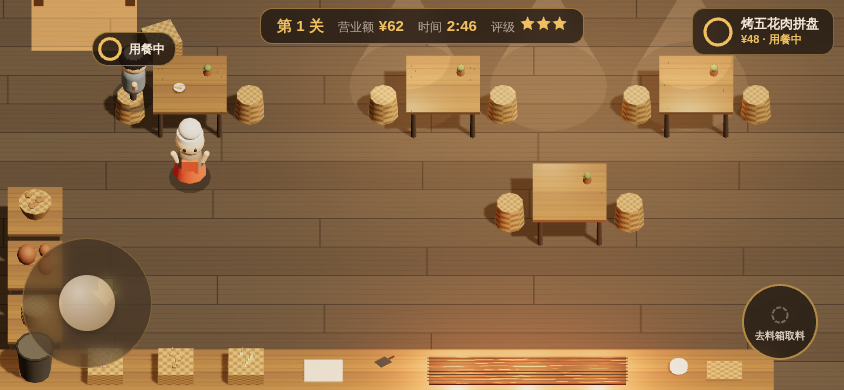 第 1 关 营业额 ¥62 时间 2:46 评级
烤五花肉拼盘
¥48 · 用餐中
用餐中
去料箱取料